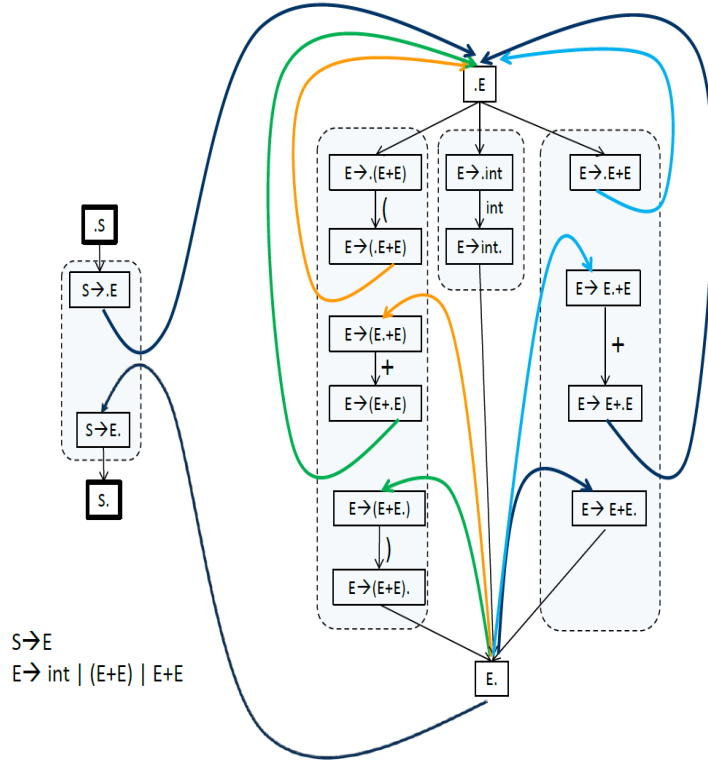 .E
E→.(E+E)
E→.int
E→.E+E
(
int
E→(.E+E)
E→int.
.S
S→.E
E→ E.+E
E→(E.+E)
+
+
E→(E+.E)
E→ E+.E
S→E.
S.
E→(E+E.)
E→ E+E.
)
E→(E+E).
S→E
E→ int | (E+E) | E+E
E.